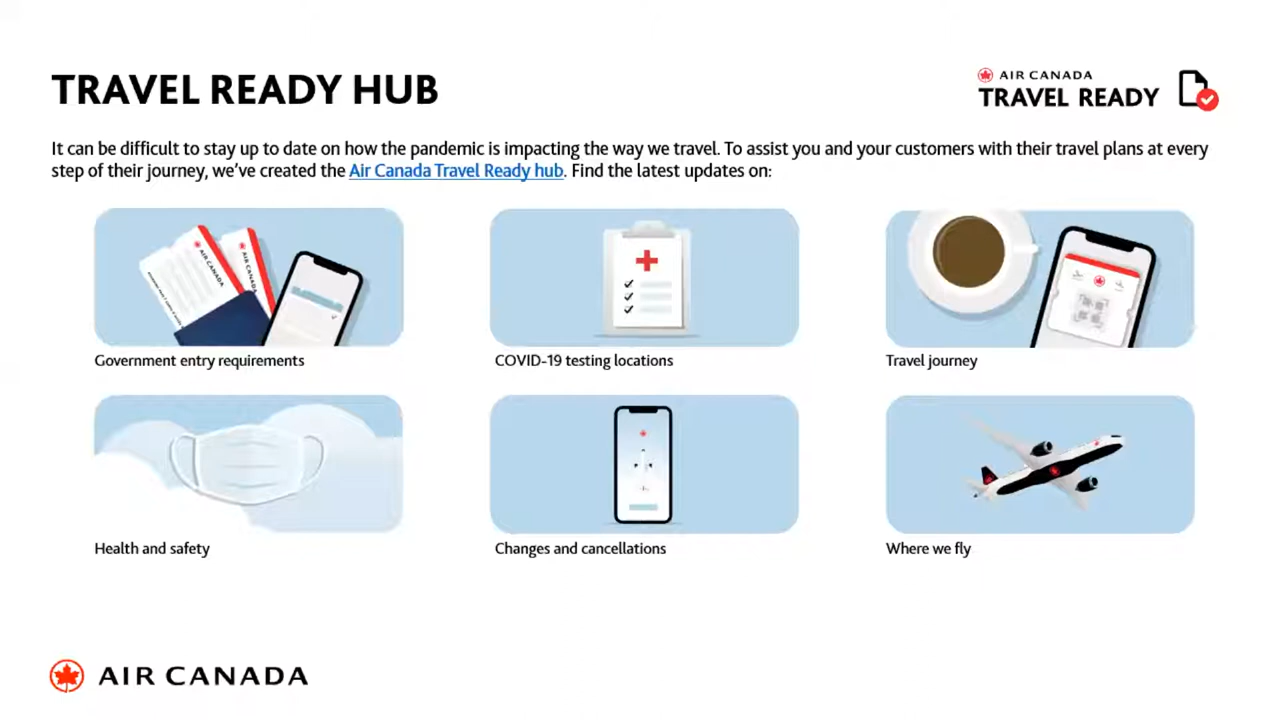 TRAVEL READY HUB
AIR CANADA
TRAVEL READY
It can be difficult to stay up to date on how the pandemic is impacting the way we travel. To assist you and your customers with their travel plans at every
step of their journey, we’ve created the Air Canada Travel Ready hub. Find the latest updates on:
AIR CANADA
AIR CANADA
Government entry requirements
COVID-19 testing locations
Travel journey
Health and safety
Changes and cancellations
Where we fly
AIR CANADA